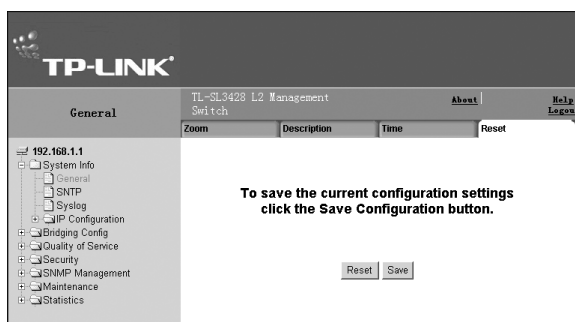 TP-LINK
General
TL-SL3428 L2 Management
Switch
About
Help
Logou
Zoom
Description
Time
Reset
192.168.1.1
System Info
General
SNTP
Syslog
IP Configuration
Bridging Config
Quality of Service
Security
SNMP Management
Maintenance
Statistics
To save the current configuration settings
click the Save Configuration button.
Reset
Save